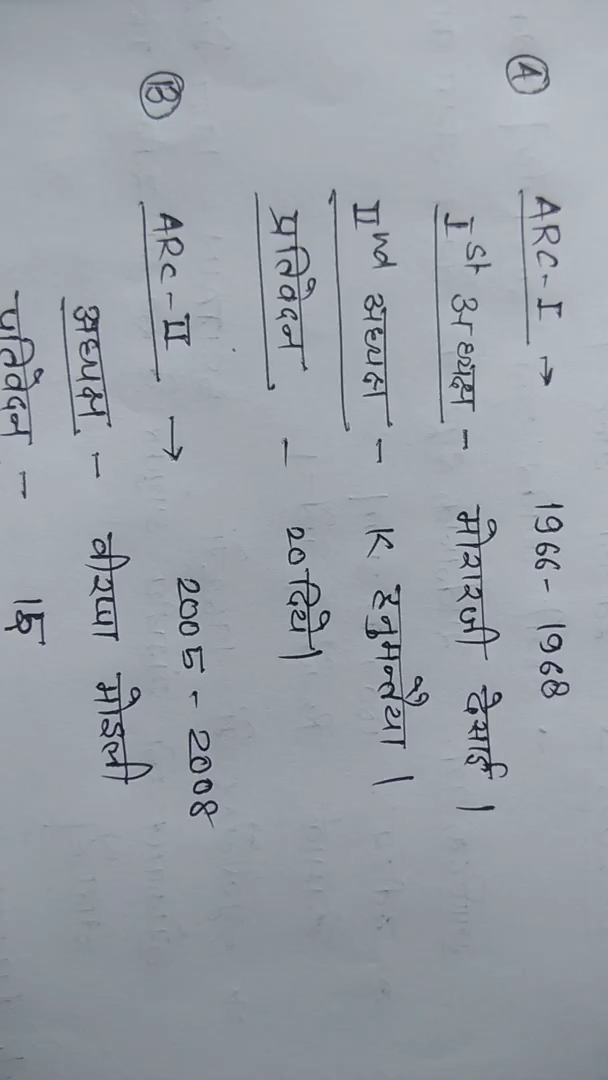 Ⓐ ARC-I → 1966-1968
Ist अध्यक्ष - मोरारजी देसाई ।
IInd अध्यक्ष - K हनुमन्तैया ।
प्रतिवेदन - 20 दिये ।
Ⓑ ARC-II → 2005-2008
अध्यक्ष - वीरप्पा मोइली
प्रतिवेदन - 15